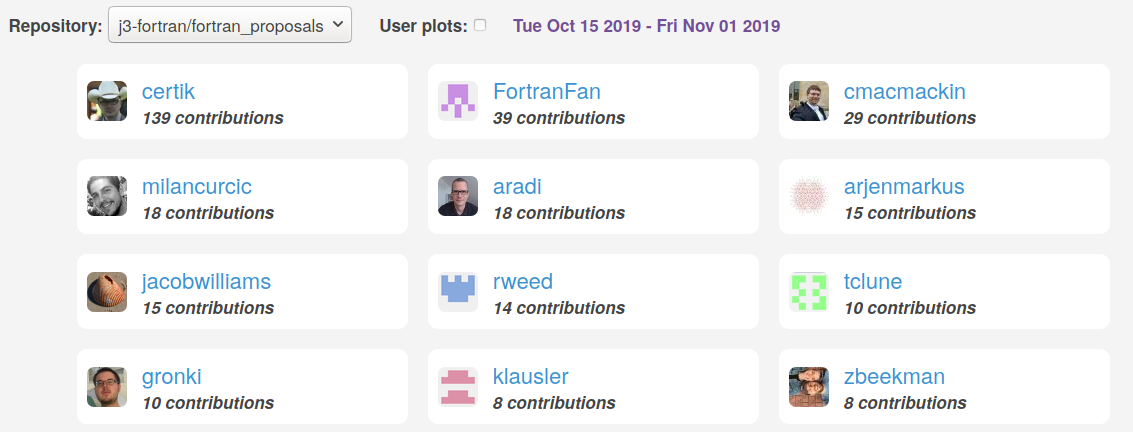 Repository: j3-fortran/fortran_proposals User plots: Tue Oct 15 2019 - Fri Nov 01 2019
certik FortranFan cmacmackin
139 contributions 39 contributions 29 contributions
milancurcic aradi arjenmarkus
18 contributions 18 contributions 15 contributions
jacobwilliams rweed tclune
15 contributions 14 contributions 10 contributions
gronki klausler zbeekman
10 contributions 8 contributions 8 contributions